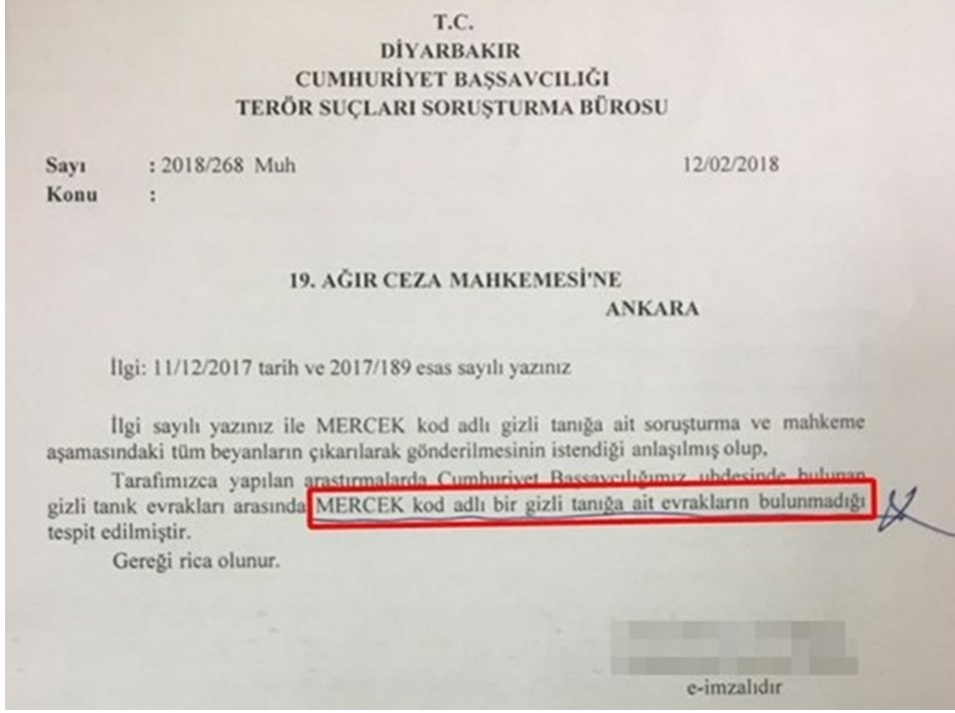 T.C.
DİYARBAKIR
CUMHURİYET BAŞSAVCILIĞI
TERÖR SUÇLARI SORUŞTURMA BÜROSU
Sayı : 2018/268 Muh 12/02/2018
Konu :
19. AĞIR CEZA MAHKEMESİ'NE
ANKARA
İlgi: 11/12/2017 tarih ve 2017/189 esas sayılı yazınız
İlgi sayılı yazınız ile MERCEK kod adlı gizli tanığa ait soruşturma ve mahkeme
aşamasındaki tüm beyanların çıkarılarak gönderilmesinin istendiği anlaşılmış olup,
Tarafımızca yapılan araştırmalarda Cumhuriyet Başsavcılığımız uhdesinde bulunan
gizli tanık evrakları arasında MERCEK kod adlı bir gizli tanığa ait evrakların bulunmadığı
tespit edilmiştir.
Gereği rica olunur.
e-imzalıdır